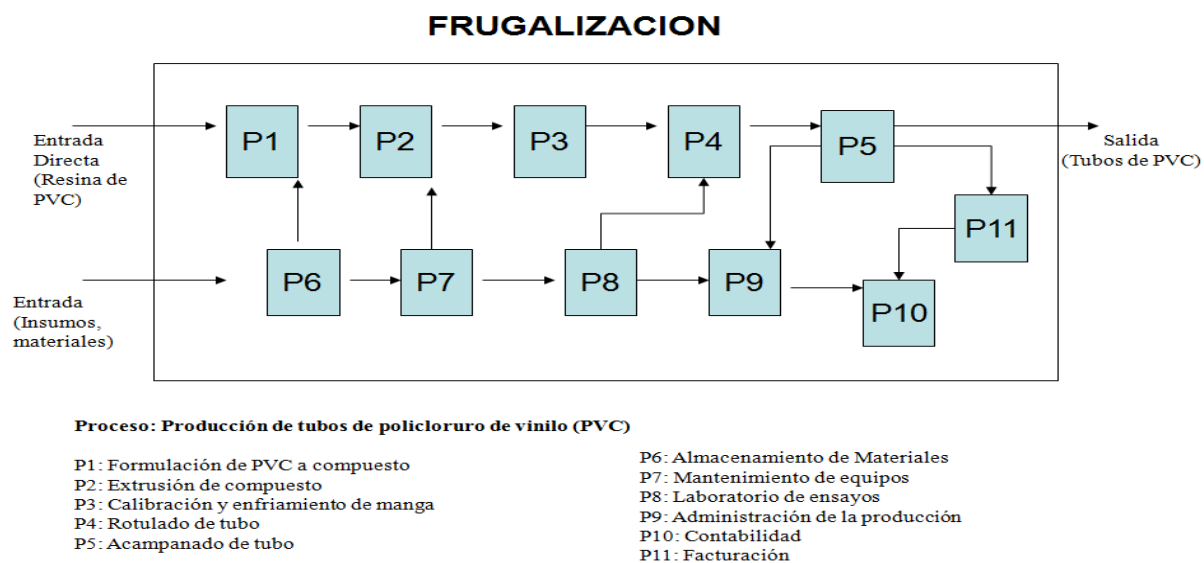 FRUGALIZACION
Entrada
Directa
(Resina de
PVC)
P1
P2
P3
P4
P5
Salida
(Tubos de PVC)
P11
Entrada
(Insumos,
materiales)
P6
P7
P8
P9
P10
Proceso: Producción de tubos de policloruro de vinilo (PVC)
P1: Formulación de PVC a compuesto
P2: Extrusión de compuesto
P3: Calibración y enfriamiento de manga
P4: Rotulado de tubo
P5: Acampanado de tubo
P6: Almacenamiento de Materiales
P7: Mantenimiento de equipos
P8: Laboratorio de ensayos
P9: Administración de la producción
P10: Contabilidad
P11: Facturación